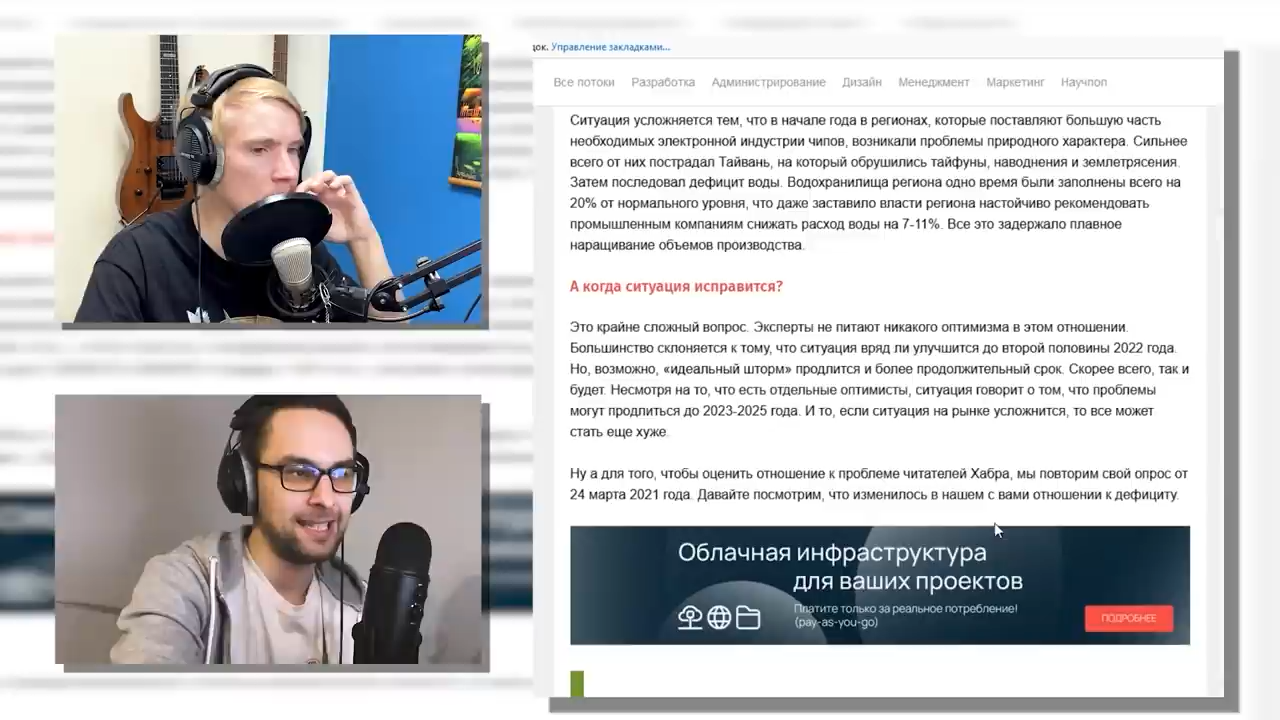 ок. Управление закладками...
Все потоки Разработка Администрирование Дизайн Менеджмент Маркетинг Научпоп
Ситуация усложняется тем, что в начале года в регионах, которые поставляют большую часть
необходимых электронной индустрии чипов, возникали проблемы природного характера. Сильнее
всего от них пострадал Тайвань, на который обрушились тайфуны, наводнения и землетрясения.
Затем последовал дефицит воды. Водохранилища региона одно время были заполнены всего на
20% от нормального уровня, что даже заставило власти региона настойчиво рекомендовать
промышленным компаниям снижать расход воды на 7-11%. Все это задержало плавное
наращивание объемов производства.
А когда ситуация исправится?
Это крайне сложный вопрос. Эксперты не питают никакого оптимизма в этом отношении.
Большинство склоняется к тому, что ситуация вряд ли улучшится до второй половины 2022 года.
Но, возможно, «идеальный шторм» продлится и более продолжительный срок. Скорее всего, так и
будет. Несмотря на то, что есть отдельные оптимисты, ситуация говорит о том, что проблемы
могут продлиться до 2023-2025 года. И то, если ситуация на рынке усложнится, то все может
стать еще хуже.
Ну а для того, чтобы оценить отношение к проблеме читателей Хабра, мы повторим свой опрос от
24 марта 2021 года. Давайте посмотрим, что изменилось в нашем с вами отношении к дефициту.
Облачная инфраструктура
для ваших проектов
Платите только за реальное потребление!
(pay-as-you-go)
ПОДРОБНЕЕ